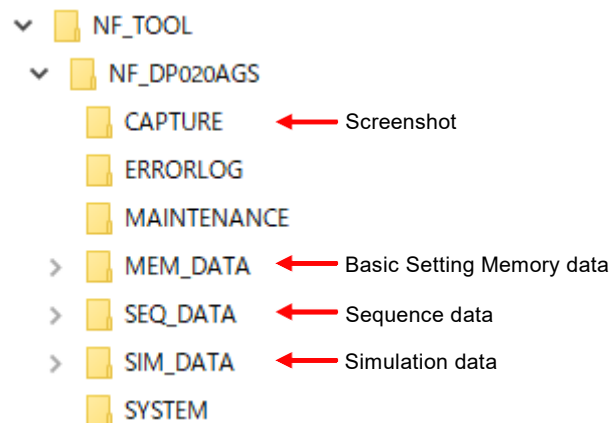 NF_TOOL
NF_DP020AGS
CAPTURE Screenshot
ERRORLOG
MAINTENANCE
MEM_DATA Basic Setting Memory data
SEQ_DATA Sequence data
SIM_DATA Simulation data
SYSTEM